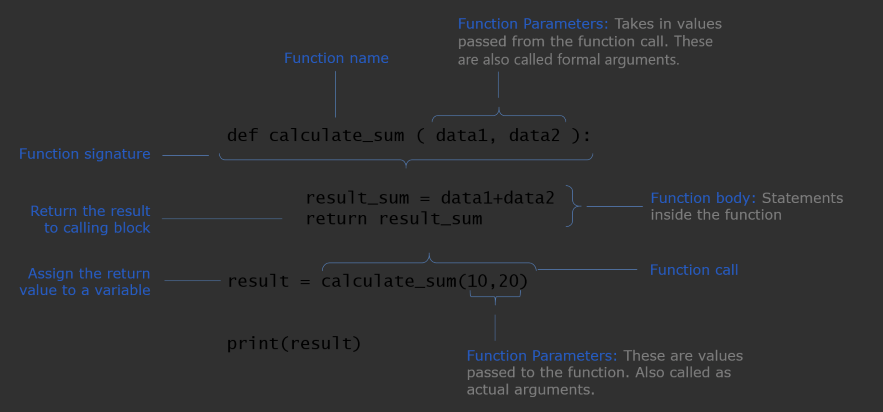 Function Parameters: Takes in values
passed from the function call. These
are also called formal arguments.
Function name
def calculate_sum ( data1, data2 ):
Function signature
result_sum = data1+data2
return result_sum
Function body: Statements
inside the function
Return the result
to calling block
Assign the return
value to a variable
result = calculate_sum(10,20)
Function call
print(result)
Function Parameters: These are values
passed to the function. Also called as
actual arguments.